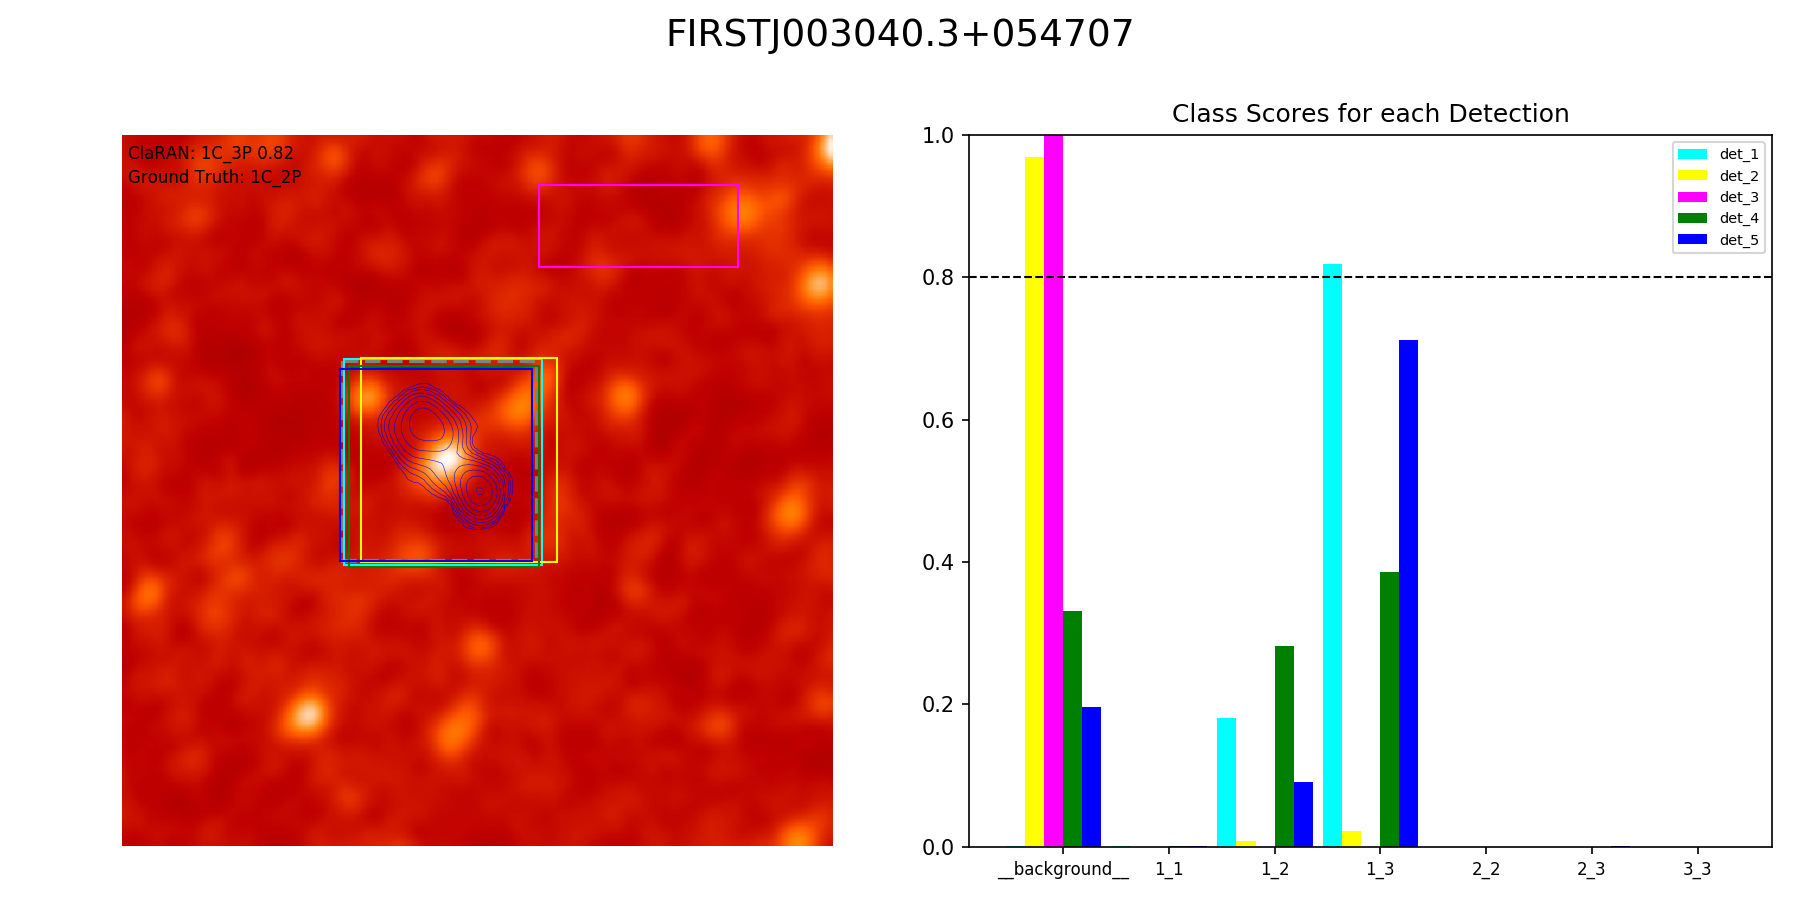 FIRSTJ003040.3+054707
ClaRAN: 1C_3P 0.82
Ground Truth: 1C_2P
Class Scores for each Detection
1.0
0.8
0.6
0.4
0.2
0.0
det_1
det_2
det_3
det_4
det_5
__background__ 1_1 1_2 1_3 2_2 2_3 3_3